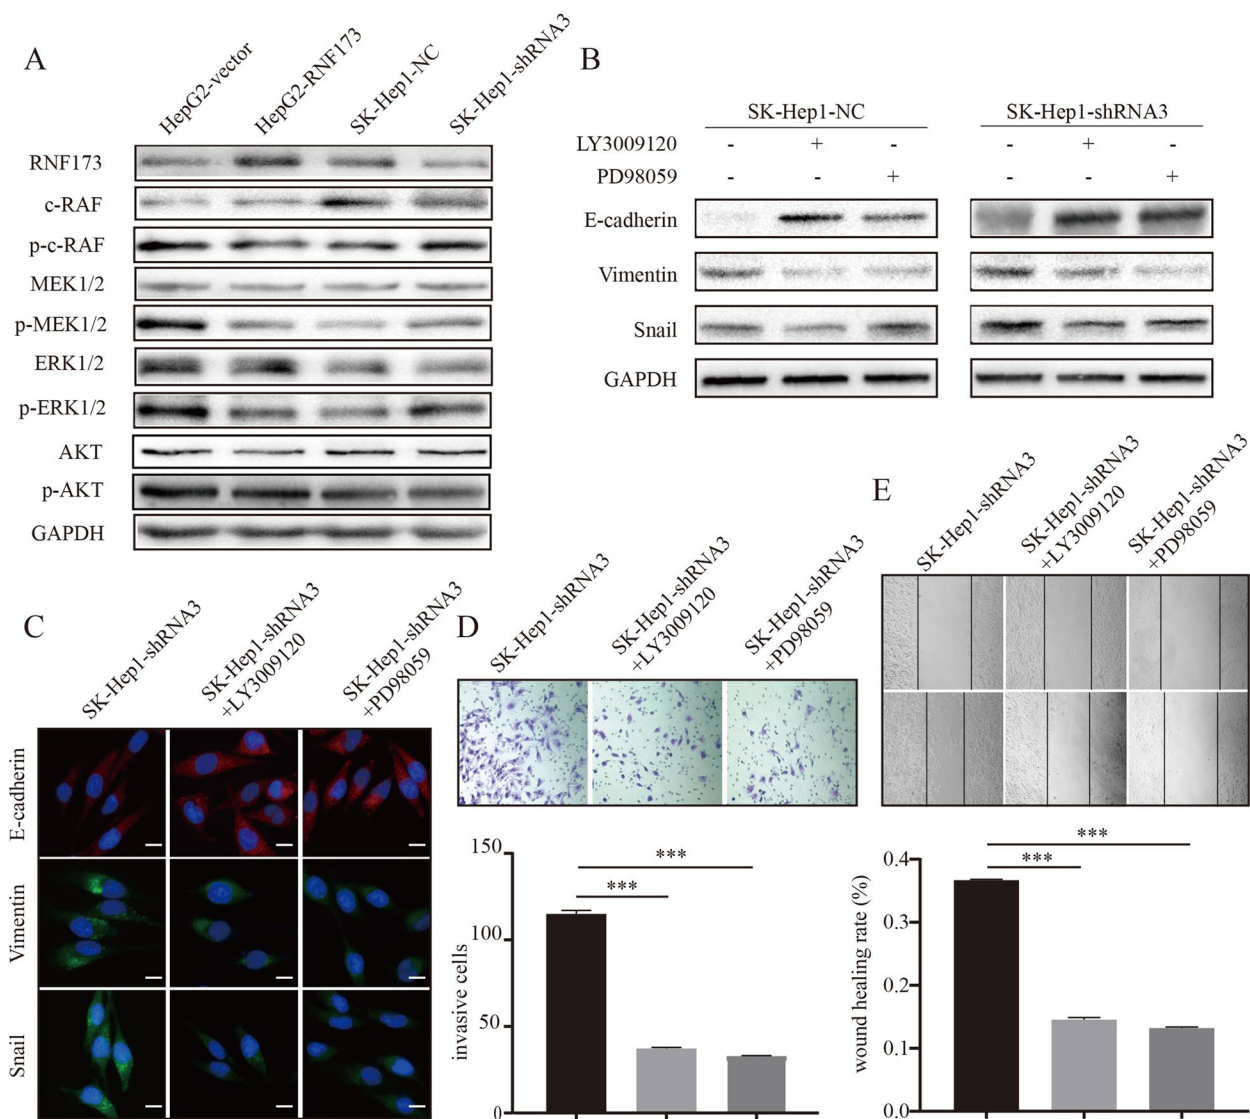 A
HepG2-vector
HepG2-RNF173
SK-Hep1-NC
SK-Hep1-shRNA3
RNF173
c-RAF
p-c-RAF
MEK1/2
p-MEK1/2
ERK1/2
p-ERK1/2
AKT
p-AKT
GAPDH
B
SK-Hep1-NC
SK-Hep1-shRNA3
LY3009120 - + - - + -
PD98059 - - + - - +
E-cadherin
Vimentin
Snail
GAPDH
C
SK-Hep1-shRNA3
SK-Hep1-shRNA3
+LY3009120
SK-Hep1-shRNA3
+PD98059
E-cadherin
Vimentin
Snail
D
SK-Hep1-shRNA3
SK-Hep1-shRNA3
+LY3009120
SK-Hep1-shRNA3
+PD98059
invasive cells
150
100
50
0
***
***
E
SK-Hep1-shRNA3
SK-Hep1-shRNA3
+LY3009120
SK-Hep1-shRNA3
+PD98059
wound healing rate (%)
0.4
0.3
0.2
0.1
0.0
***
***